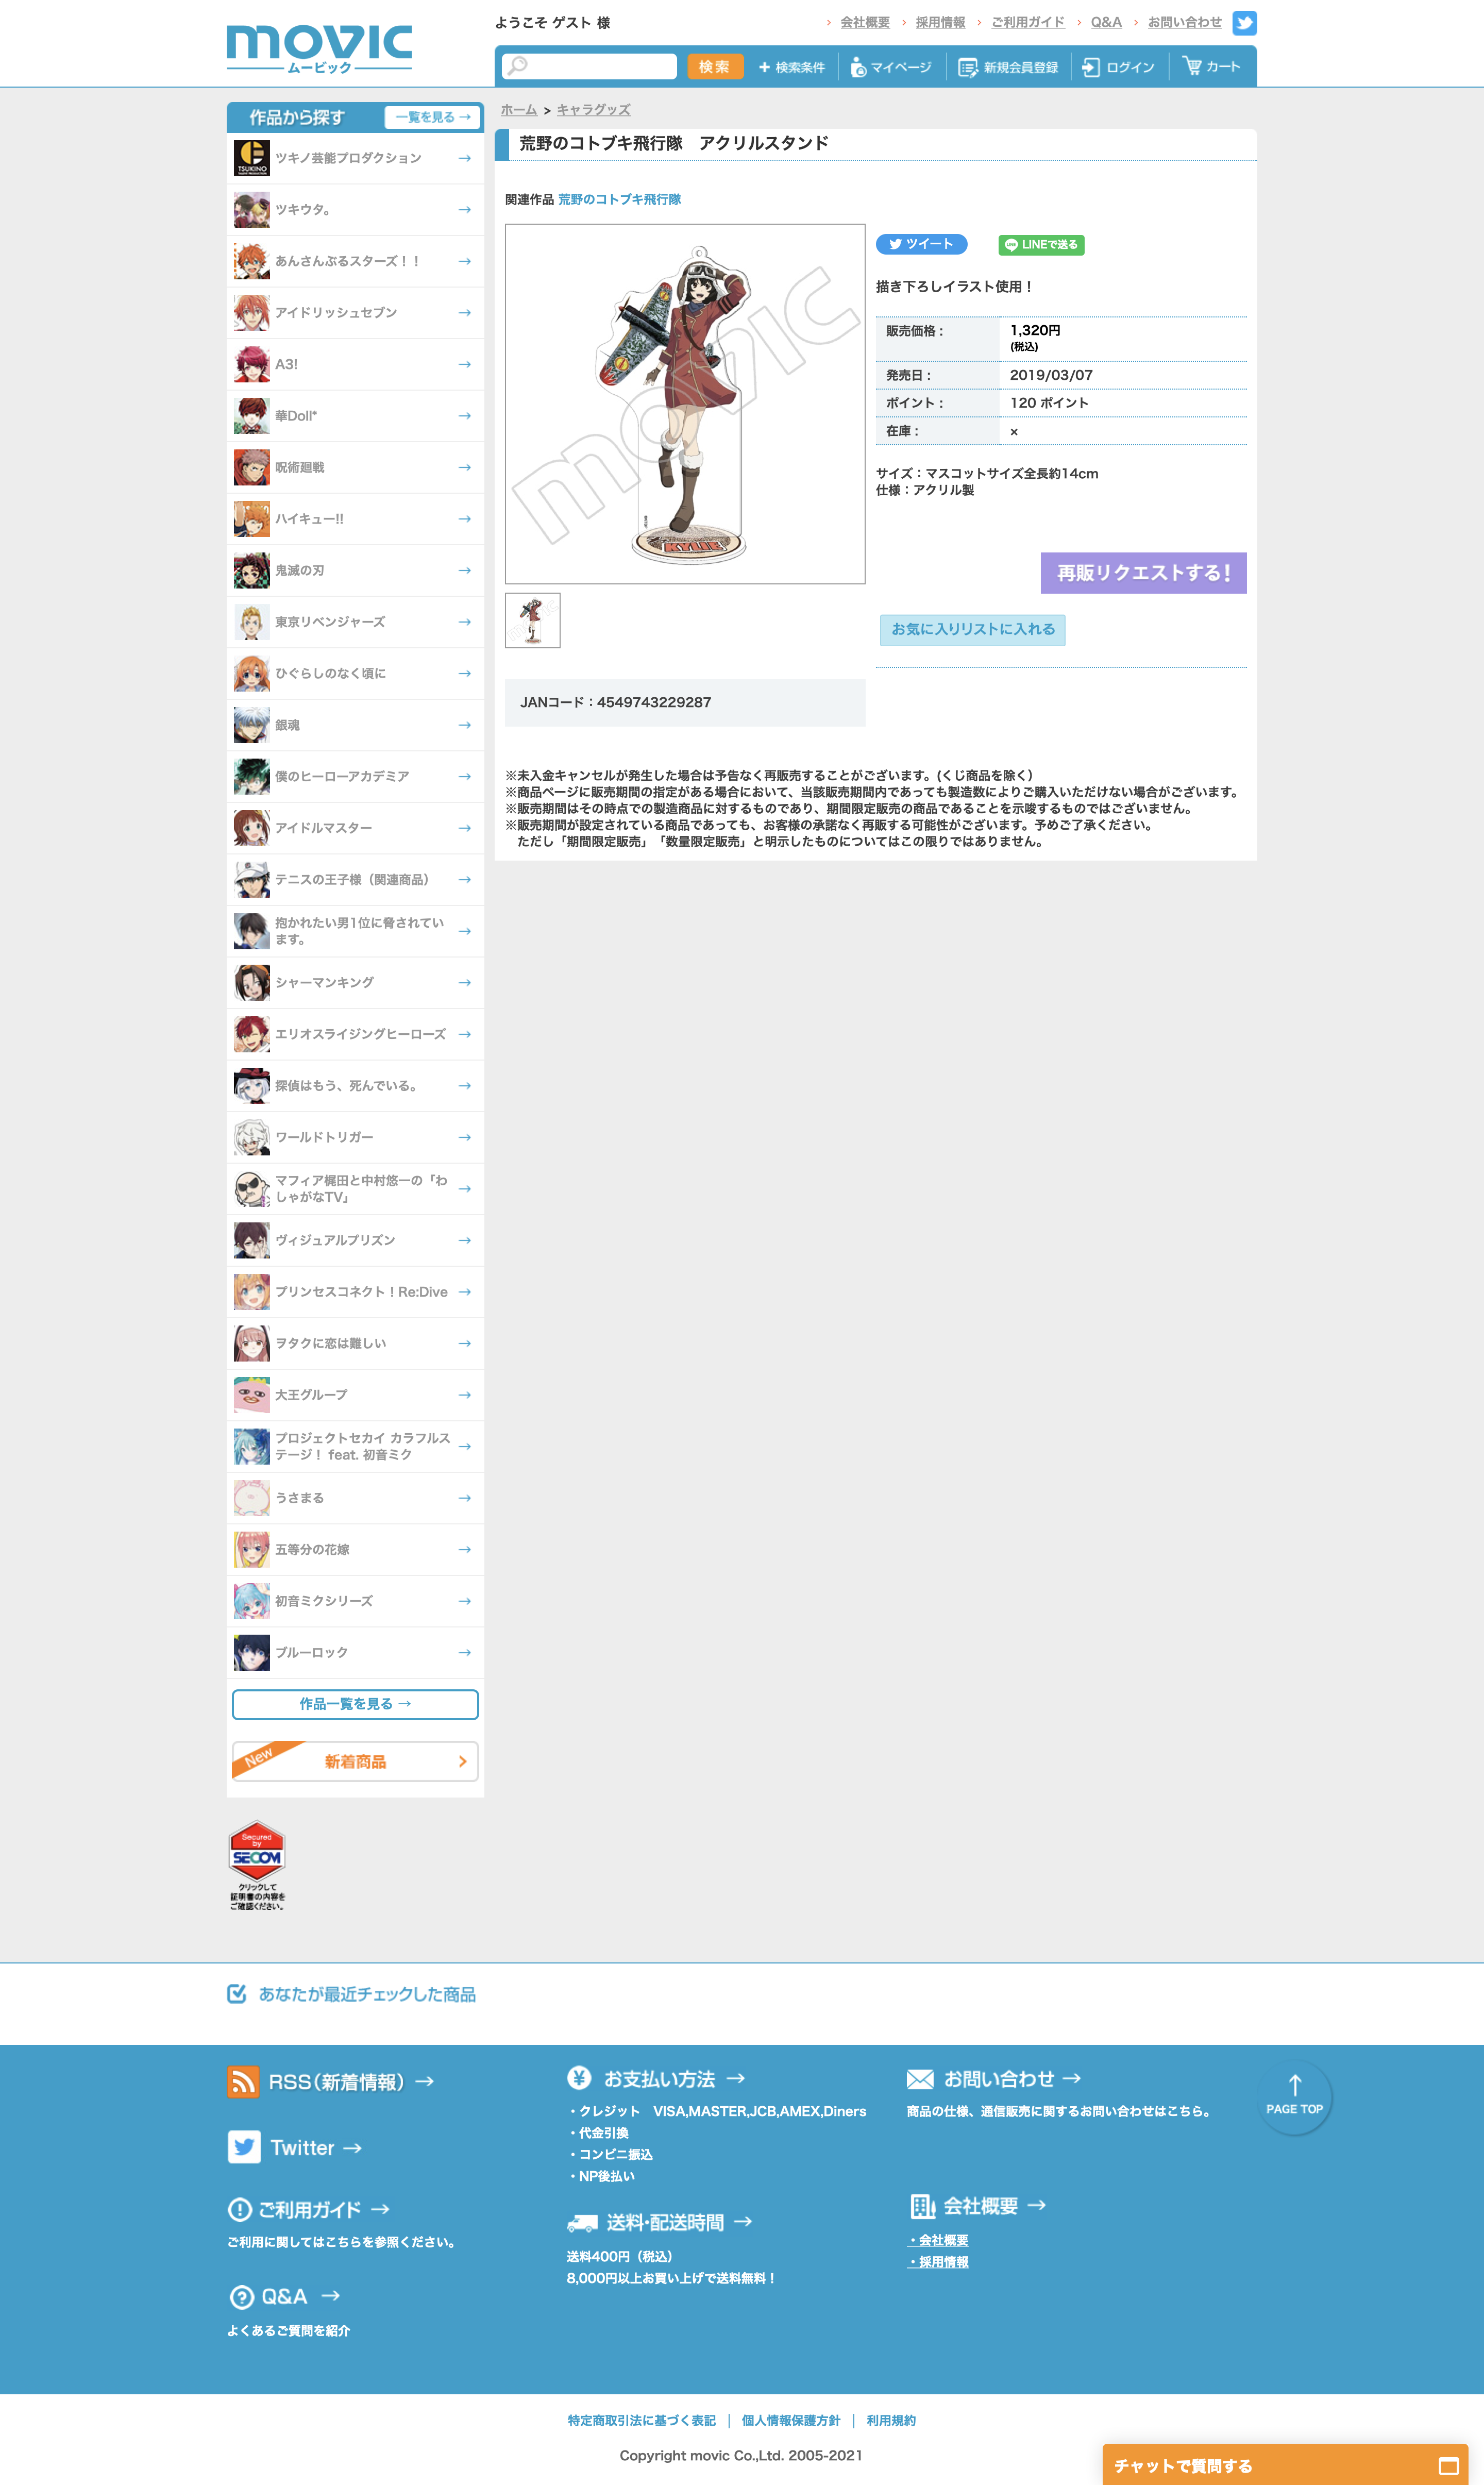 movic
ムービック
ようこそ ゲスト 様
会社概要
採用情報
ご利用ガイド
Q&A
お問い合わせ
検索
+ 検索条件
マイページ
新規会員登録
ログイン
カート
作品から探す
一覧を見る →
TSUKINO
ツキノ芸能プロダクション →
ツキウタ。 →
あんさんぶるスターズ！！ →
アイドリッシュセブン →
A3! →
華Doll* →
呪術廻戦 →
ハイキュー!! →
鬼滅の刃 →
東京リベンジャーズ →
ひぐらしのなく頃に →
銀魂 →
僕のヒーローアカデミア →
アイドルマスター →
テニスの王子様（関連商品） →
抱かれたい男1位に脅されてい
ます。 →
シャーマンキング →
エリオスライジングヒーローズ →
探偵はもう、死んでいる。 →
ワールドトリガー →
マフィア梶田と中村悠一の「わ
しゃがなTV」 →
ヴィジュアルプリズン →
プリンセスコネクト！Re:Dive →
ヲタクに恋は難しい →
大王グループ →
プロジェクトセカイ カラフルス
テージ！ feat. 初音ミク →
うさまる →
五等分の花嫁 →
初音ミクシリーズ →
ブルーロック →
作品一覧を見る →
New 新着商品
Secured
by
SECOM
クリックして
証明書の内容を
ご確認ください。
ホーム > キャラグッズ
荒野のコトブキ飛行隊　アクリルスタンド
関連作品 荒野のコトブキ飛行隊
movic
KYLIE
ツイート
LINEで送る
描き下ろしイラスト使用！
販売価格： 1,320円
(税込)
発売日： 2019/03/07
ポイント： 120 ポイント
在庫： ×
サイズ：マスコットサイズ全長約14cm
仕様：アクリル製
再販リクエストする！
お気に入りリストに入れる
JANコード：4549743229287
※未入金キャンセルが発生した場合は予告なく再販売することがございます。(くじ商品を除く）
※商品ページに販売期間の指定がある場合において、当該販売期間内であっても製造数によりご購入いただけない場合がございます。
※販売期間はその時点での製造商品に対するものであり、期間限定販売の商品であることを示唆するものではございません。
※販売期間が設定されている商品であっても、お客様の承諾なく再販する可能性がございます。予めご了承ください。
ただし「期間限定販売」「数量限定販売」と明示したものについてはこの限りではありません。
あなたが最近チェックした商品
RSS（新着情報） →
Twitter →
ご利用ガイド →
ご利用に関してはこちらを参照ください。
Q&A →
よくあるご質問を紹介
お支払い方法 →
・クレジット　VISA,MASTER,JCB,AMEX,Diners
・代金引換
・コンビニ振込
・NP後払い
送料・配送時間 →
送料400円（税込）
8,000円以上お買い上げで送料無料！
お問い合わせ →
商品の仕様、通信販売に関するお問い合わせはこちら。
会社概要 →
・会社概要
・採用情報
↑
PAGE TOP
特定商取引法に基づく表記 ｜ 個人情報保護方針 ｜ 利用規約
Copyright movic Co.,Ltd. 2005-2021
チャットで質問する